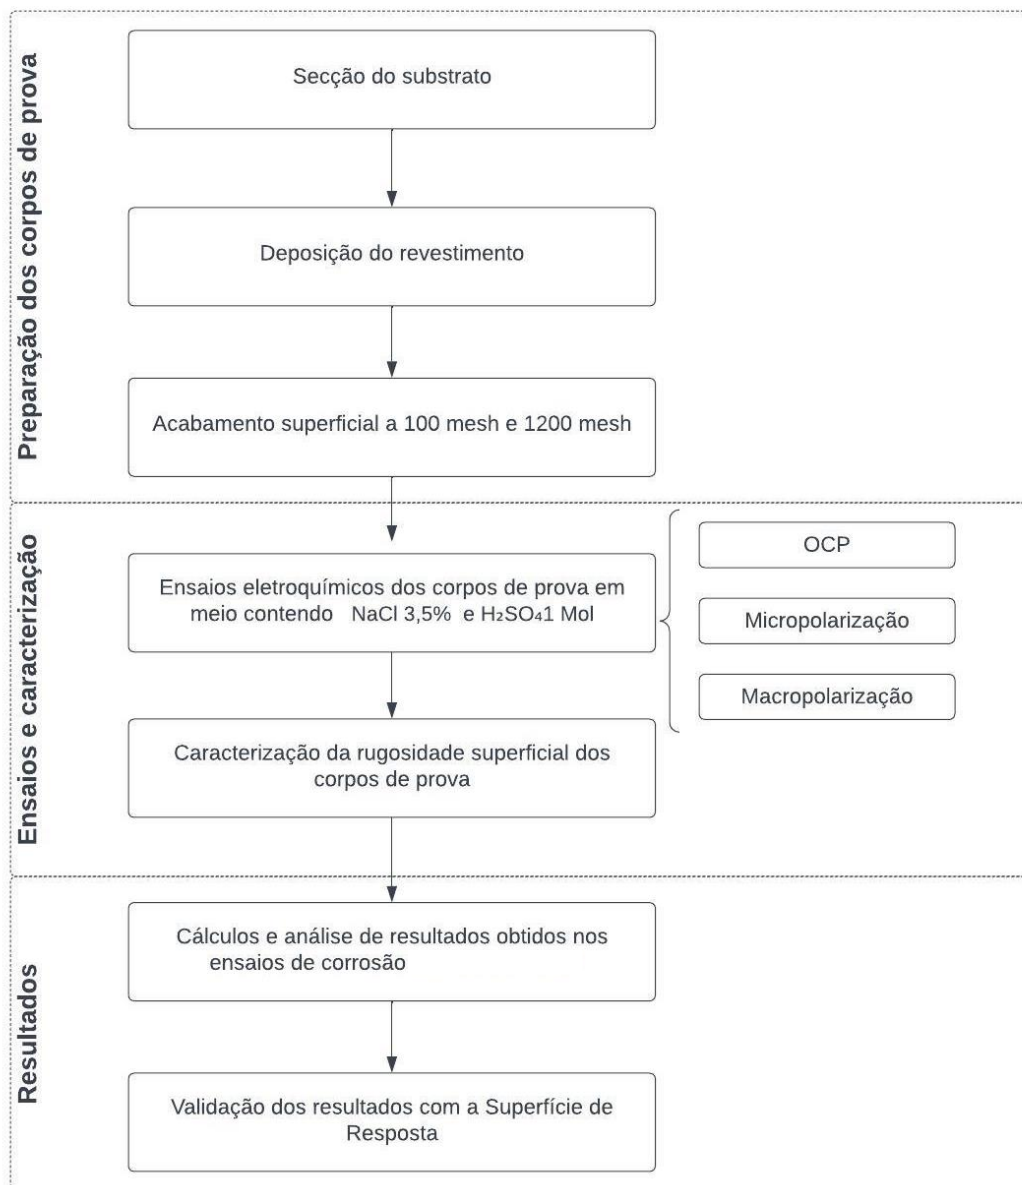 Preparação dos corpos de prova
Secção do substrato
Deposição do revestimento
Acabamento superficial a 100 mesh e 1200 mesh
Ensaios e caracterização
Ensaios eletroquímicos dos corpos de prova em
meio contendo NaCl 3,5% e H₂SO₄1 Mol
OCP
Micropolarização
Macropolarização
Caracterização da rugosidade superficial dos
corpos de prova
Resultados
Cálculos e análise de resultados obtidos nos
ensaios de corrosão
Validação dos resultados com a Superfície de
Resposta